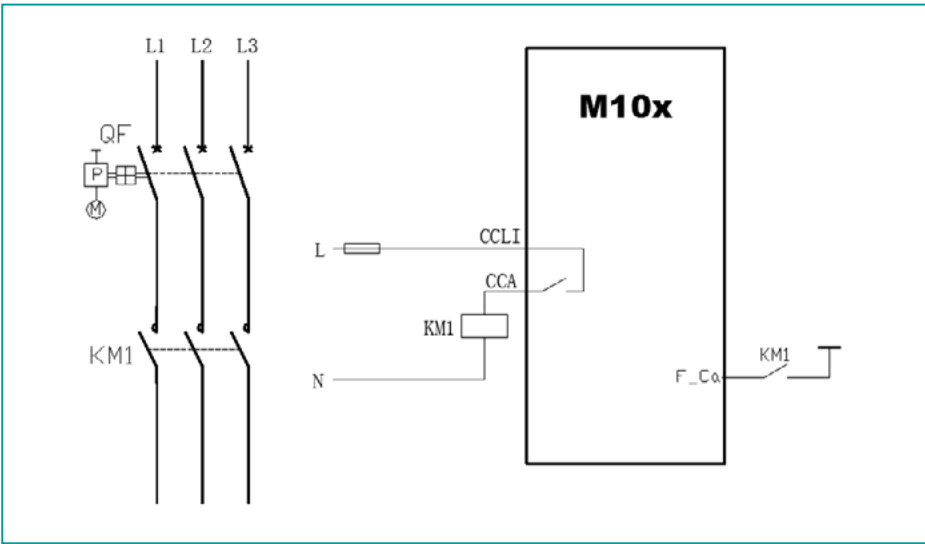 L1 L2 L3
QF
P
M
M10x
L
CCLI
CCA
KM1
KM1
N
KM1
F_Ca